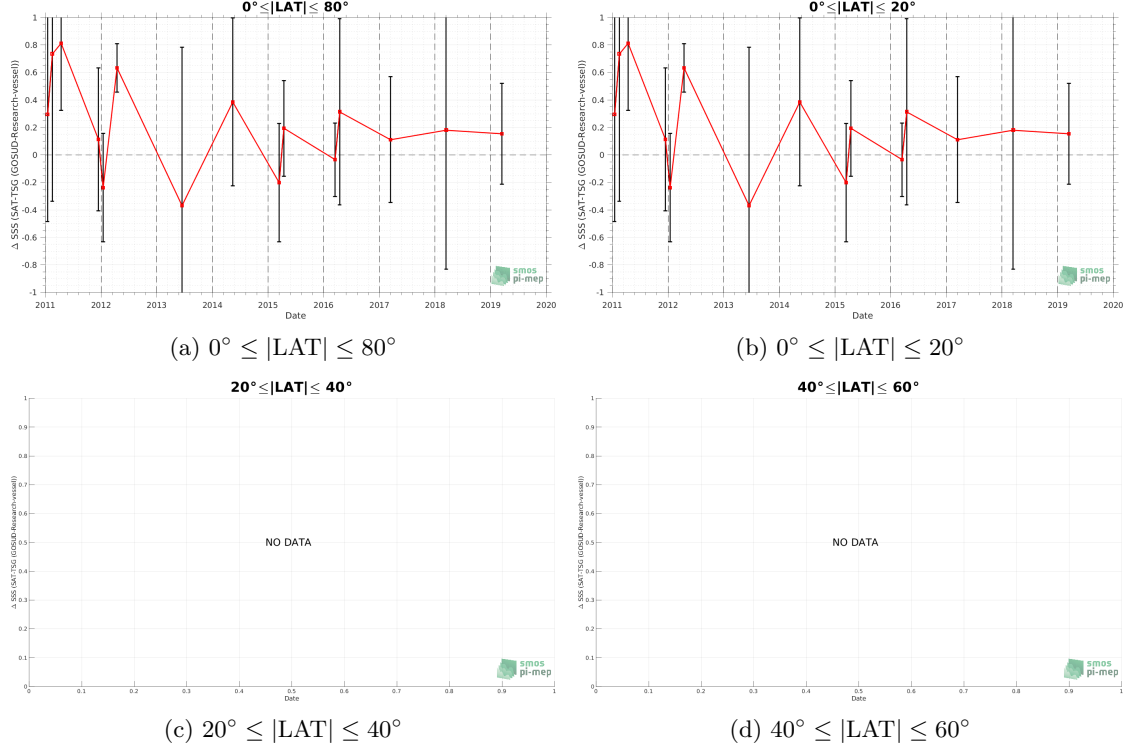 0°≤|LAT|≤ 80°
Δ SSS (SAT-TSG (GOSUD-Research-vessel))
1
0.8
0.6
0.4
0.2
0
-0.2
-0.4
-0.6
-0.8
-1
2011 2012 2013 2014 2015 2016 2017 2018 2019 2020
Date
smos
pi-mep
(a) 0° ≤ |LAT| ≤ 80°
0°≤|LAT|≤ 20°
Δ SSS (SAT-TSG (GOSUD-Research-vessel))
1
0.8
0.6
0.4
0.2
0
-0.2
-0.4
-0.6
-0.8
-1
2011 2012 2013 2014 2015 2016 2017 2018 2019 2020
Date
smos
pi-mep
(b) 0° ≤ |LAT| ≤ 20°
20°≤|LAT|≤ 40°
Δ SSS (SAT-TSG (GOSUD-Research-vessel))
1
0.9
0.8
0.7
0.6
0.5
0.4
0.3
0.2
0.1
0
NO DATA
0 0.1 0.2 0.3 0.4 0.5 0.6 0.7 0.8 0.9 1
Date
smos
pi-mep
(c) 20° ≤ |LAT| ≤ 40°
40°≤|LAT|≤ 60°
Δ SSS (SAT-TSG (GOSUD-Research-vessel))
1
0.9
0.8
0.7
0.6
0.5
0.4
0.3
0.2
0.1
0
NO DATA
0 0.1 0.2 0.3 0.4 0.5 0.6 0.7 0.8 0.9 1
Date
smos
pi-mep
(d) 40° ≤ |LAT| ≤ 60°